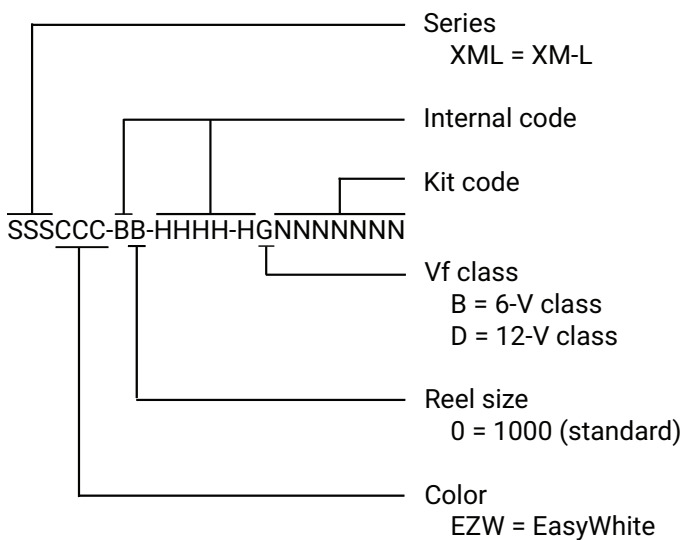 Series
XML = XM-L
Internal code
Kit code
SSSCCC-BB-HHHH-HGNNNNNNN
Vf class
B = 6-V class
D = 12-V class
Reel size
0 = 1000 (standard)
Color
EZW = EasyWhite